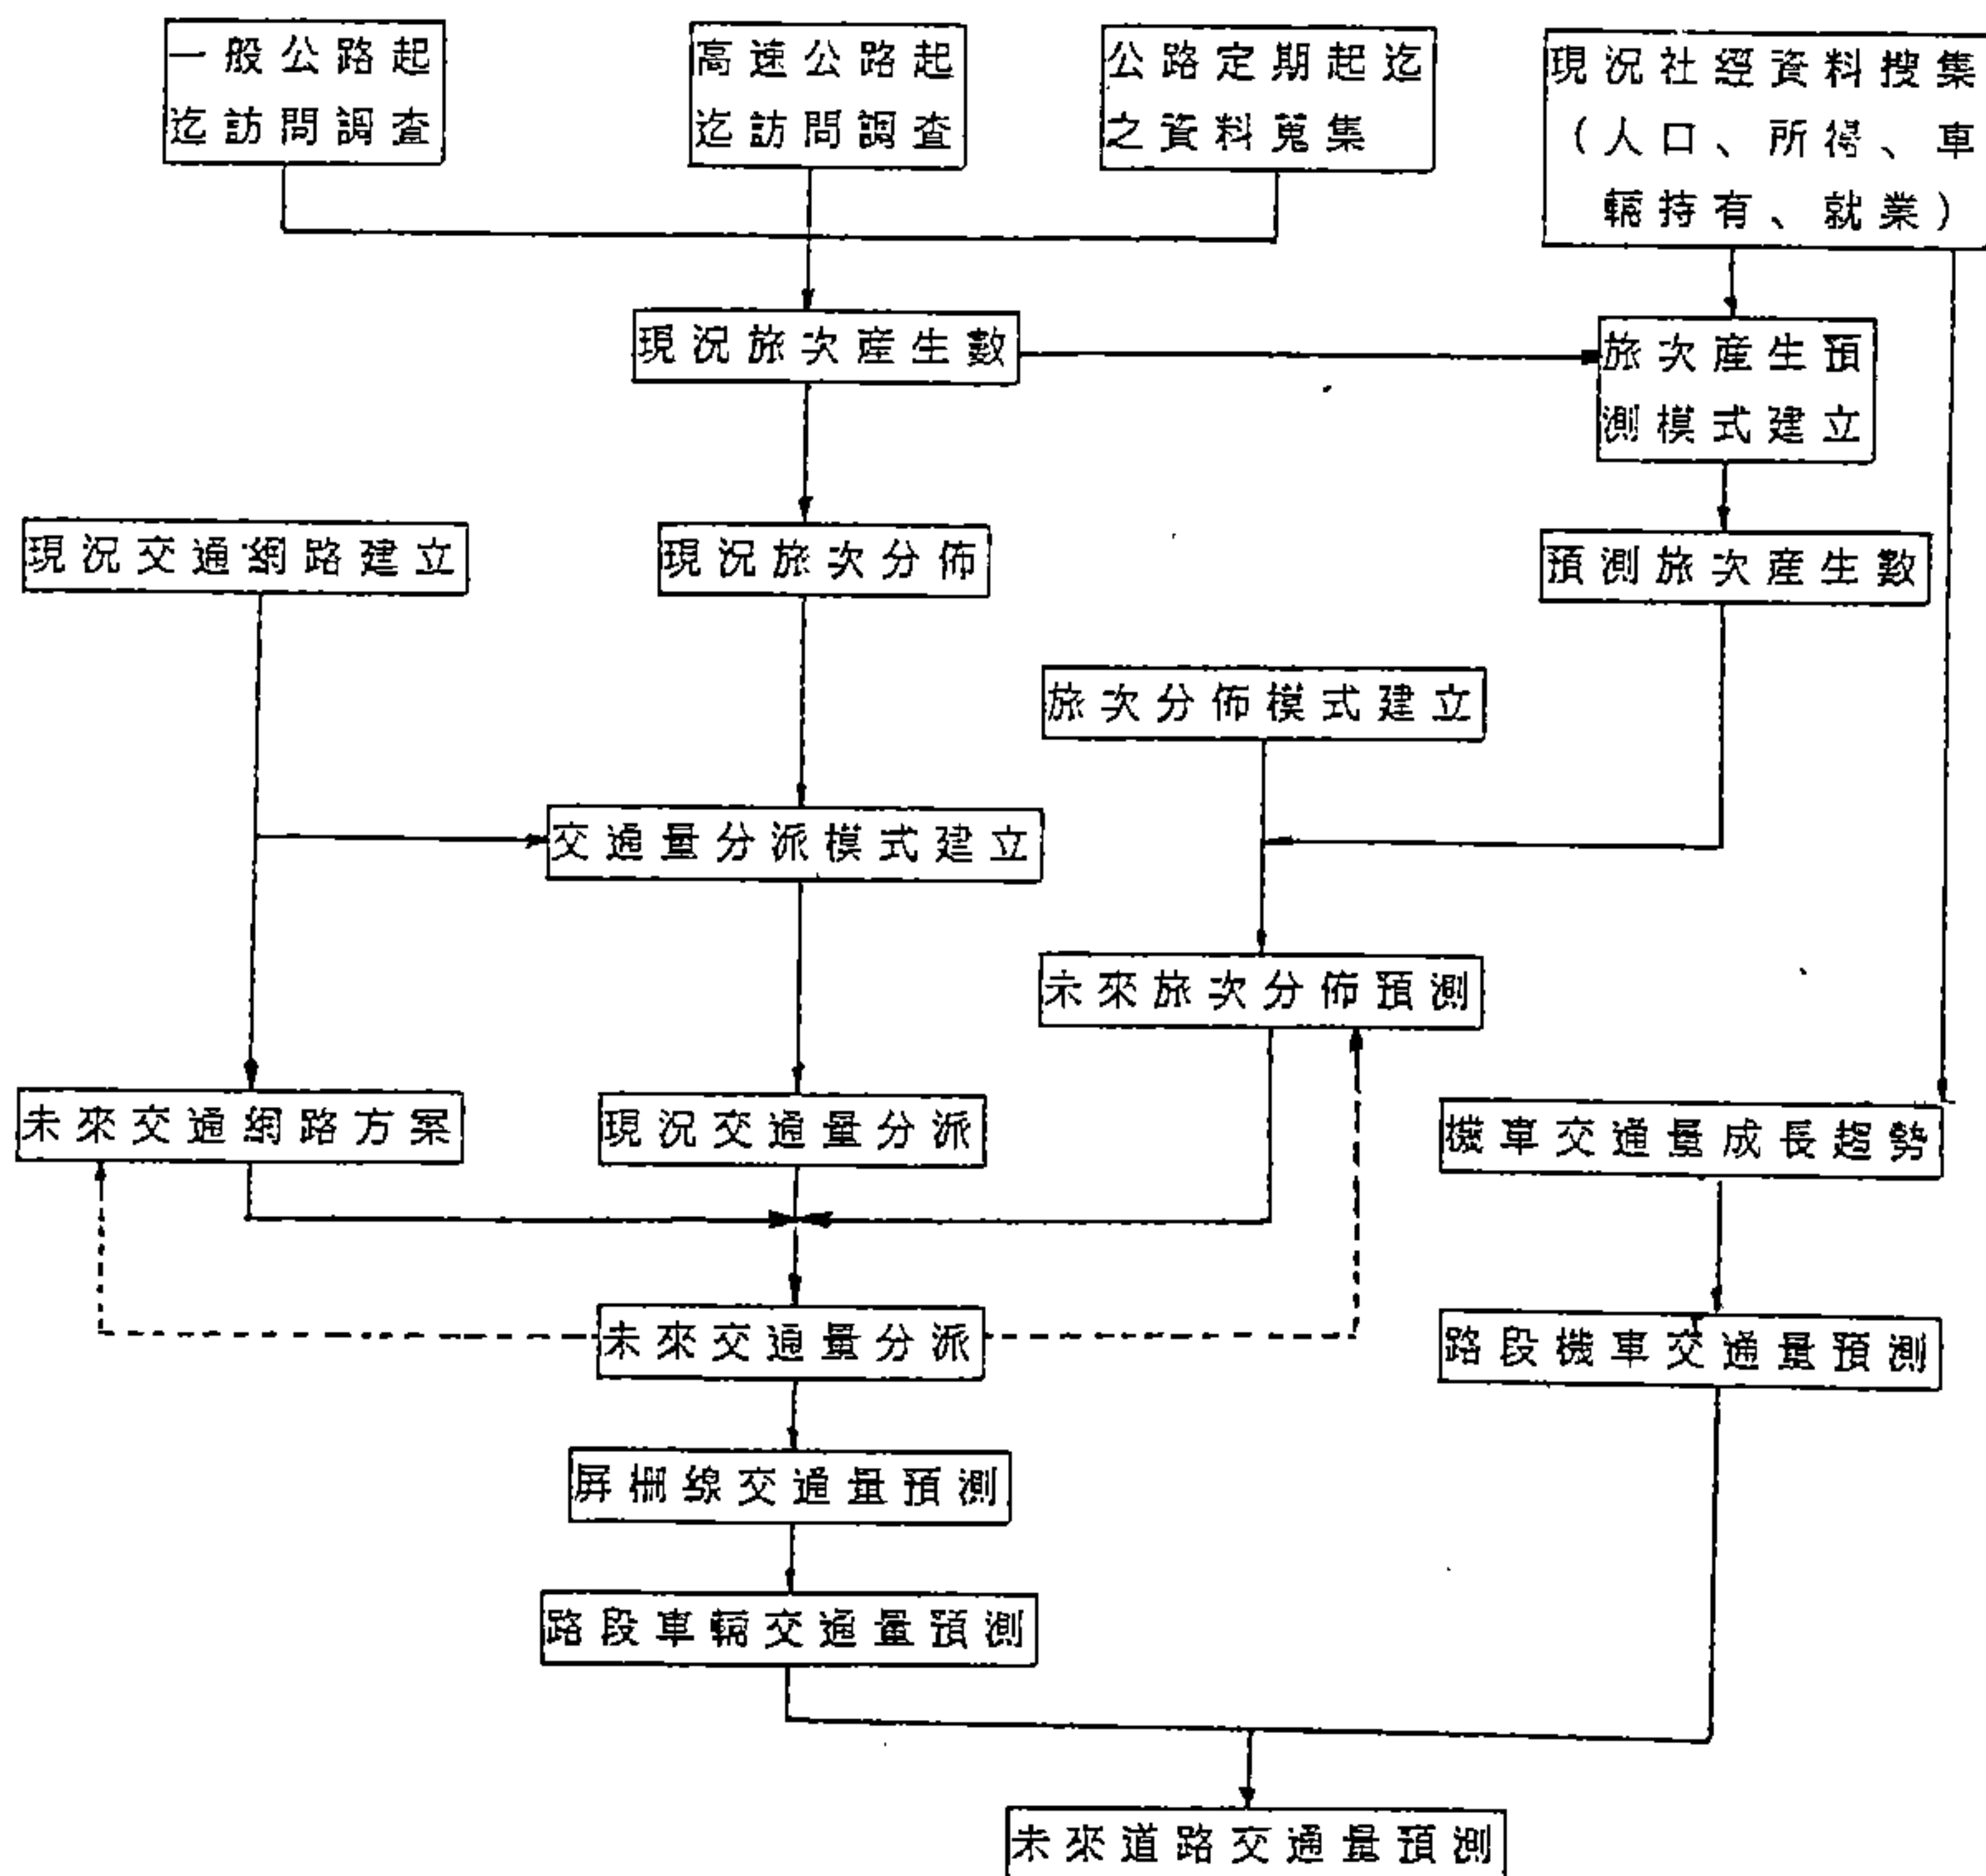 一般公路起
迄訪問調查
高速公路起
迄訪問調查
公路定期起迄
之資料蒐集
現況社經資料搜集
(人口、所得、車
輛持有、就業)
現況旅次產生數
旅次產生預
測模式建立
現況交通網路建立
現況旅次分佈
預測旅次產生數
旅次分佈模式建立
交通量分派模式建立
未來旅次分佈預測
未來交通網路方案
現況交通量分派
機車交通量成長趨勢
未來交通量分派
路段機車交通量預測
屏柵線交通量預測
路段車輛交通量預測
未來道路交通量預測